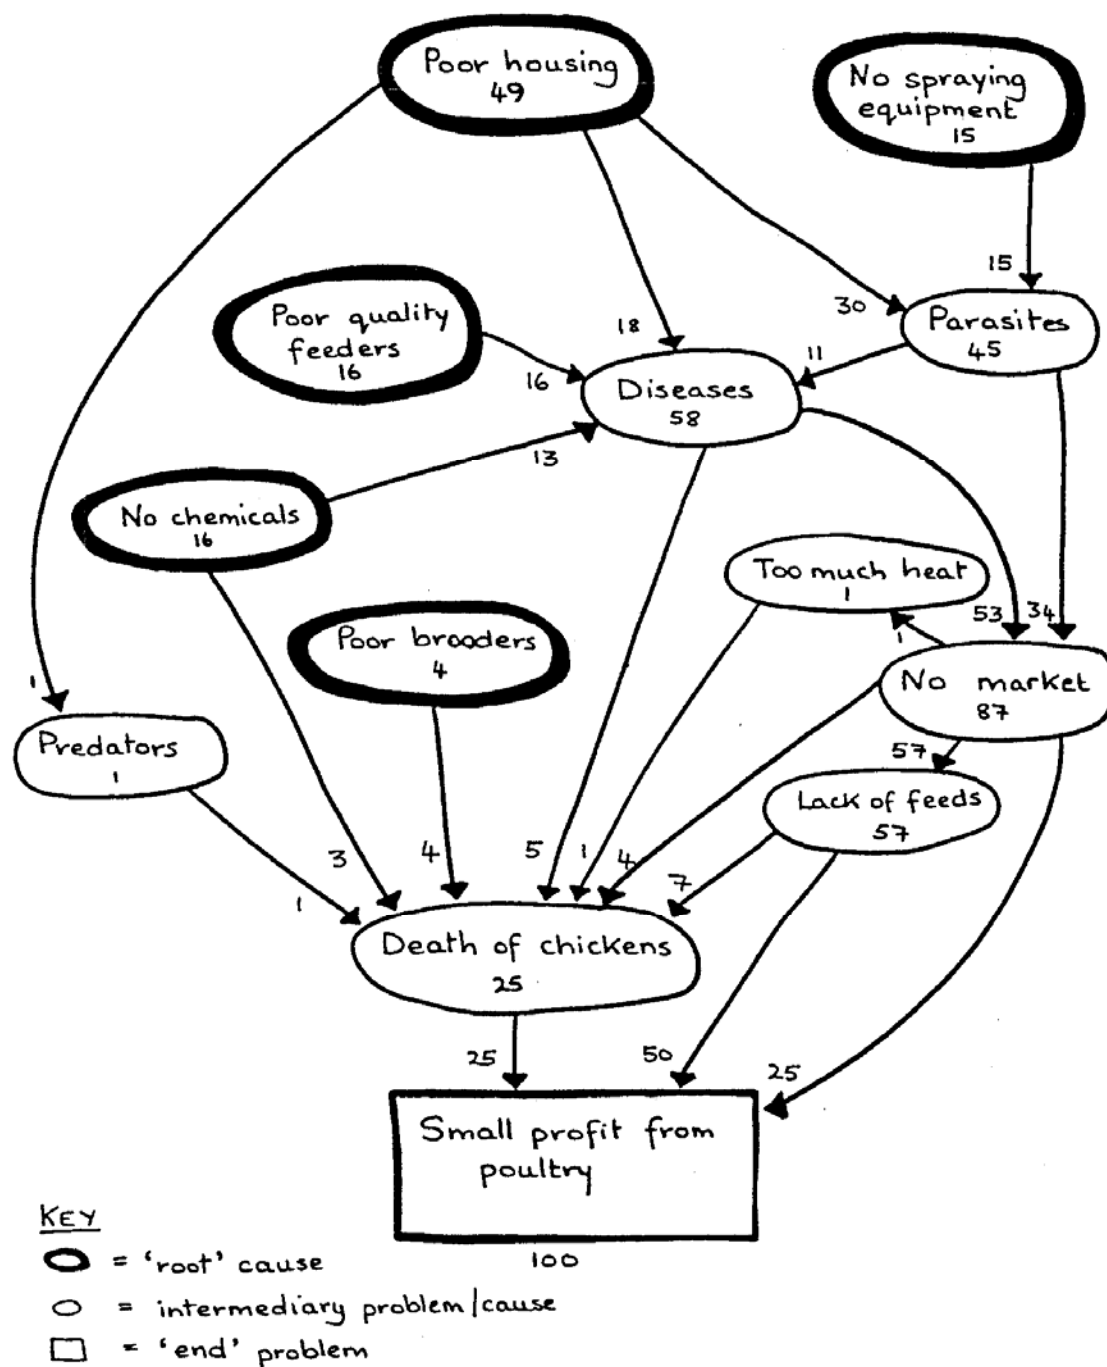 Poor housing
49
No spraying
equipment
15
15
30
Parasites
45
Poor quality
feeders
16
18
16
11
Diseases
58
13
No chemicals
16
Too much heat
1
53
34
1
Poor brooders
4
No market
87
1
Predators
1
57
Lack of feeds
57
3
4
5
1
4
7
1
Death of chickens
25
25
50
25
Small profit from
poultry
100
KEY
= 'root' cause
= intermediary problem/cause
= 'end' problem